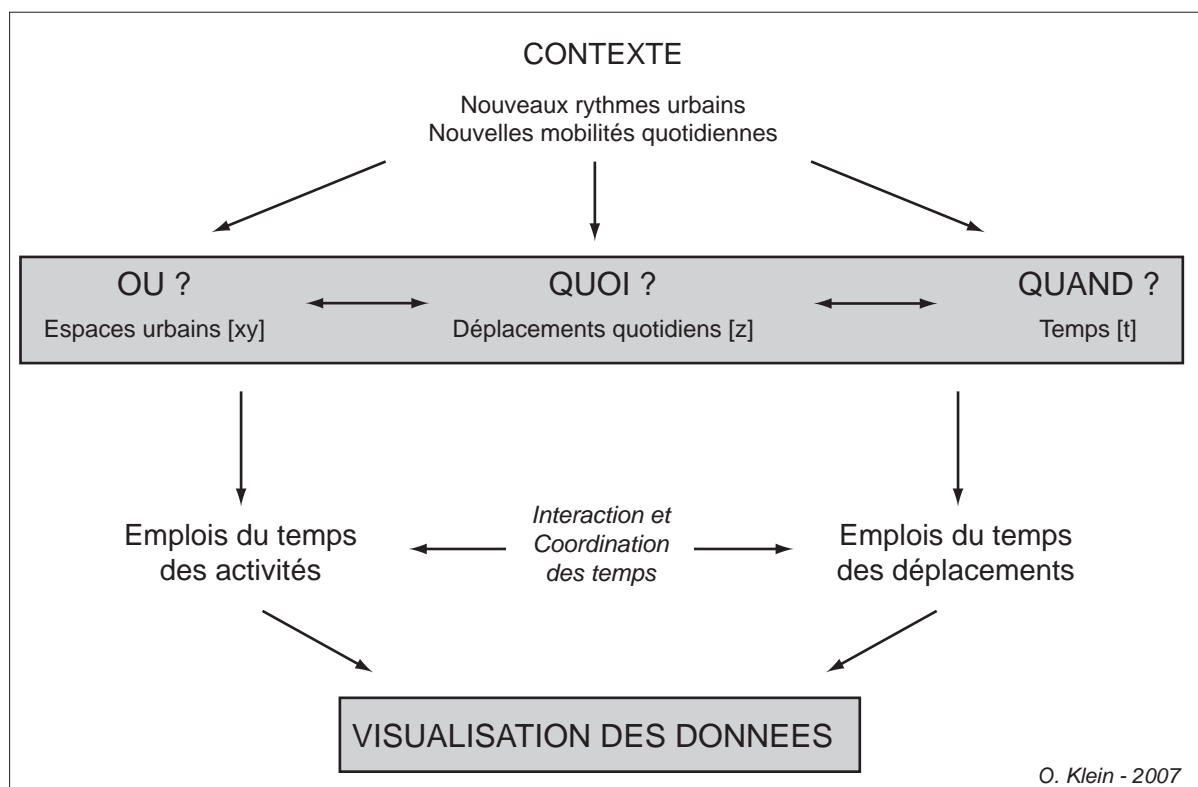 CONTEXTE
Nouveaux rythmes urbains
Nouvelles mobilités quotidiennes
OU ?
Espaces urbains [xy]
QUOI ?
Déplacements quotidiens [z]
QUAND ?
Temps [t]
Emplois du temps
des activités
Interaction et
Coordination
des temps
Emplois du temps
des déplacements
VISUALISATION DES DONNEES
O. Klein - 2007